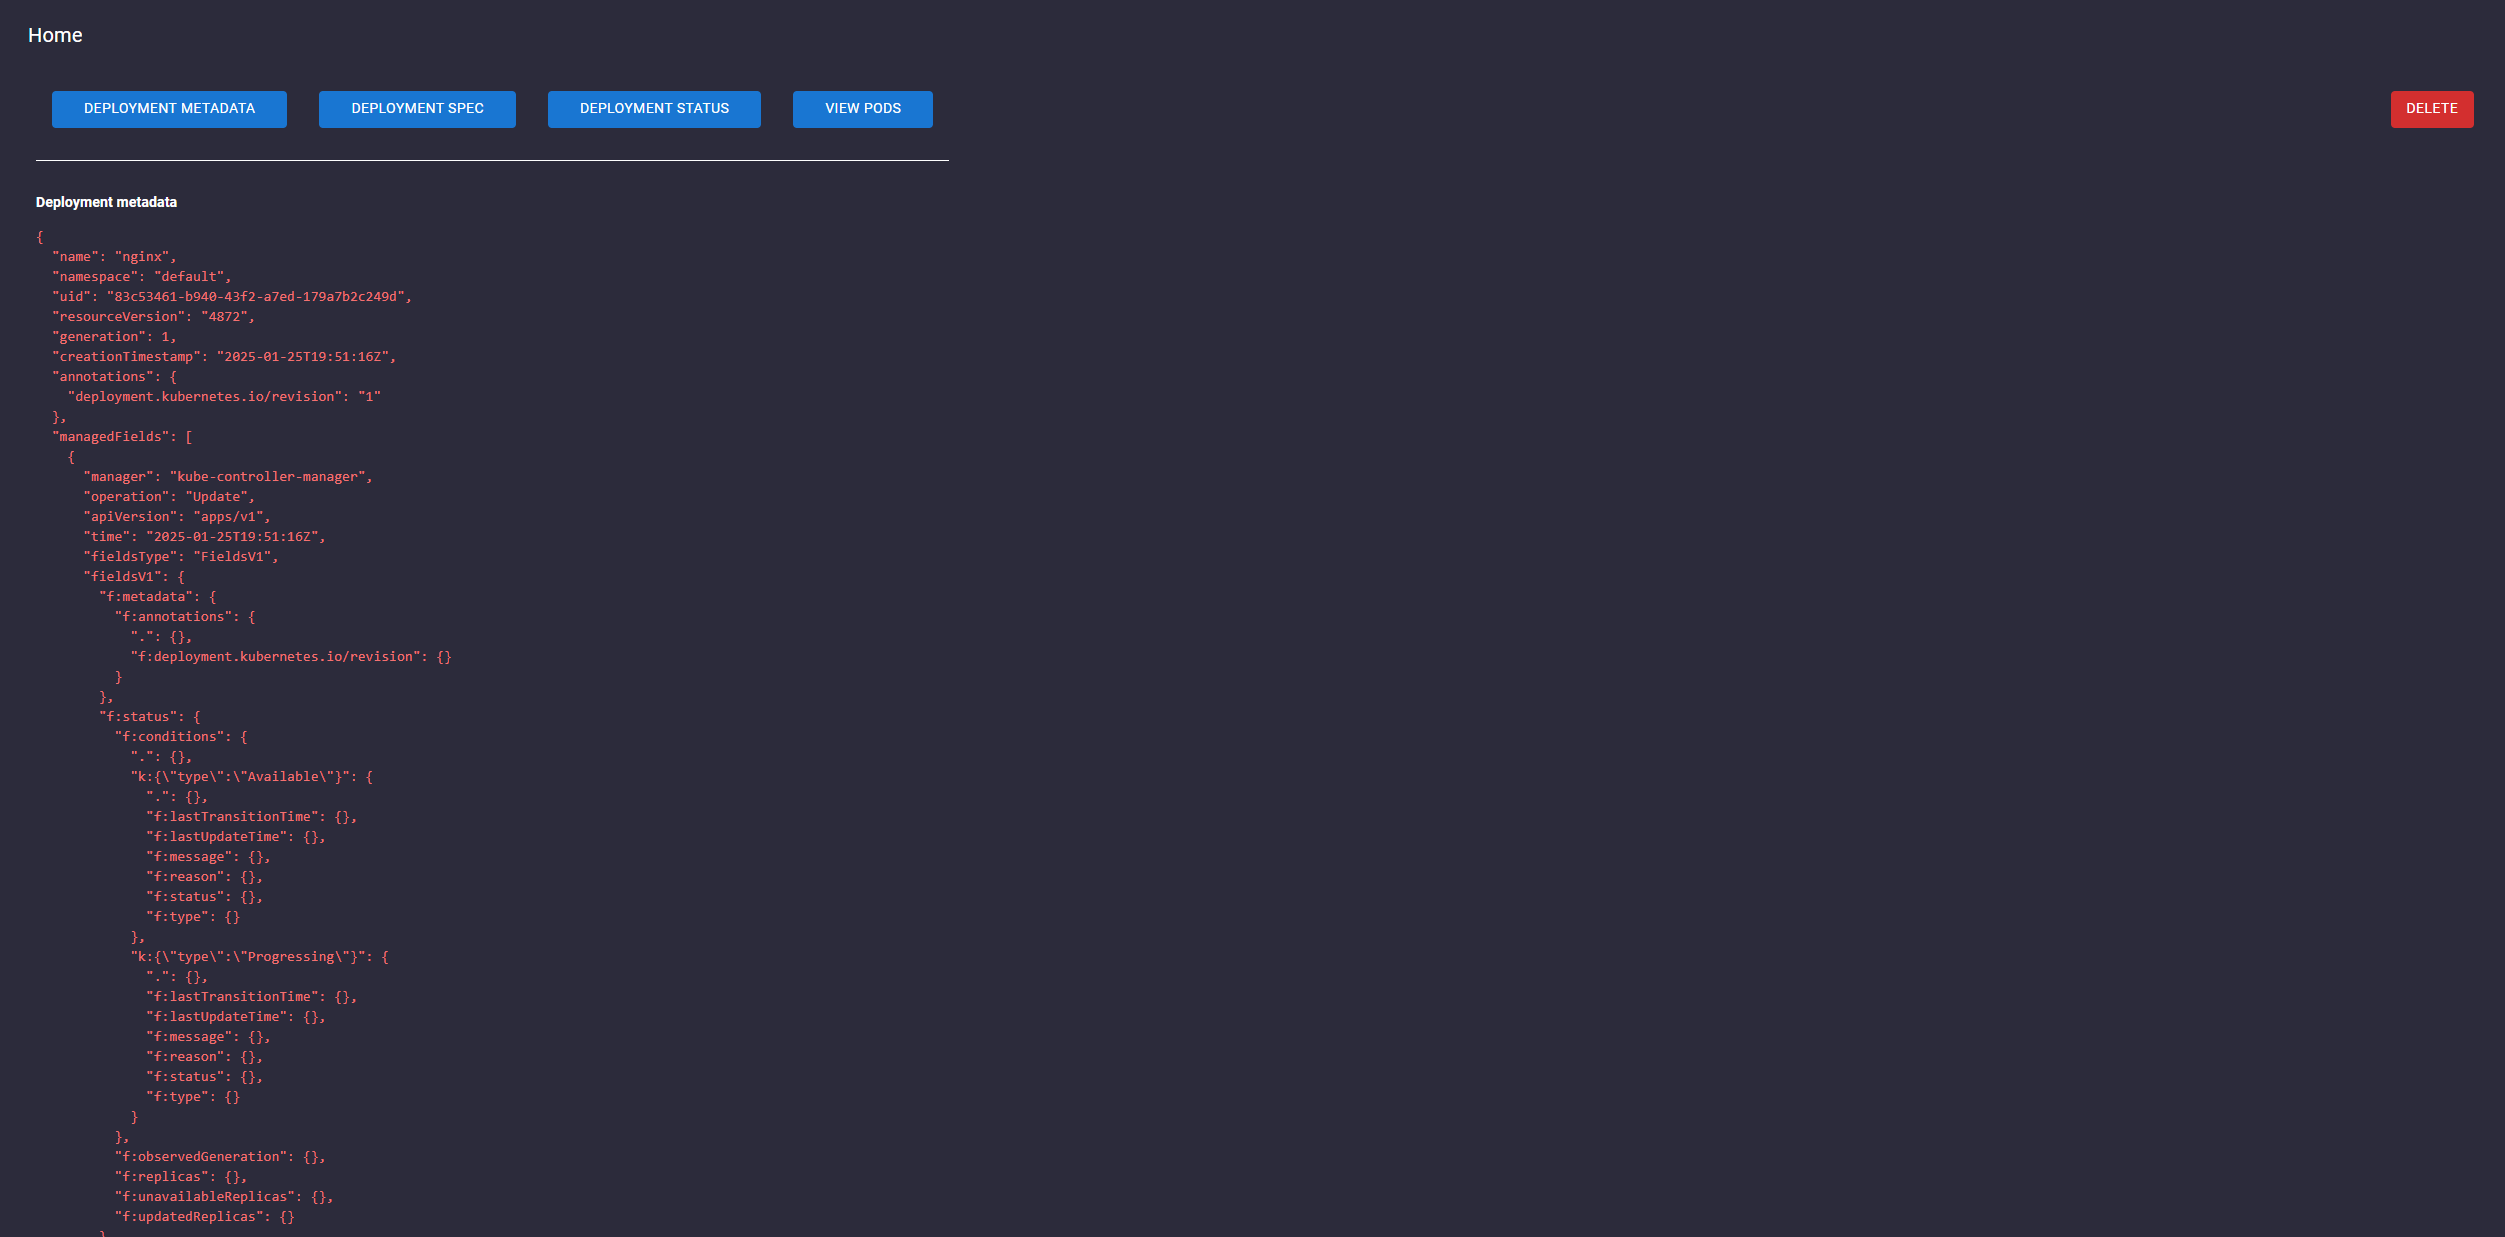 Home
DEPLOYMENT METADATA DEPLOYMENT SPEC DEPLOYMENT STATUS VIEW PODS DELETE
Deployment metadata
{
  "name": "nginx",
  "namespace": "default",
  "uid": "83c53461-b940-43f2-a7ed-179a7b2c249d",
  "resourceVersion": "4872",
  "generation": 1,
  "creationTimestamp": "2025-01-25T19:51:16Z",
  "annotations": {
    "deployment.kubernetes.io/revision": "1"
  },
  "managedFields": [
    {
      "manager": "kube-controller-manager",
      "operation": "Update",
      "apiVersion": "apps/v1",
      "time": "2025-01-25T19:51:16Z",
      "fieldsType": "FieldsV1",
      "fieldsV1": {
        "f:metadata": {
          "f:annotations": {
            ".": {},
            "f:deployment.kubernetes.io/revision": {}
          }
        },
        "f:status": {
          "f:conditions": {
            ".": {},
            "k:{\"type\":\"Available\"}": {
              ".": {},
              "f:lastTransitionTime": {},
              "f:lastUpdateTime": {},
              "f:message": {},
              "f:reason": {},
              "f:status": {},
              "f:type": {}
            },
            "k:{\"type\":\"Progressing\"}": {
              ".": {},
              "f:lastTransitionTime": {},
              "f:lastUpdateTime": {},
              "f:message": {},
              "f:reason": {},
              "f:status": {},
              "f:type": {}
            }
          },
          "f:observedGeneration": {},
          "f:replicas": {},
          "f:unavailableReplicas": {},
          "f:updatedReplicas": {}
        }